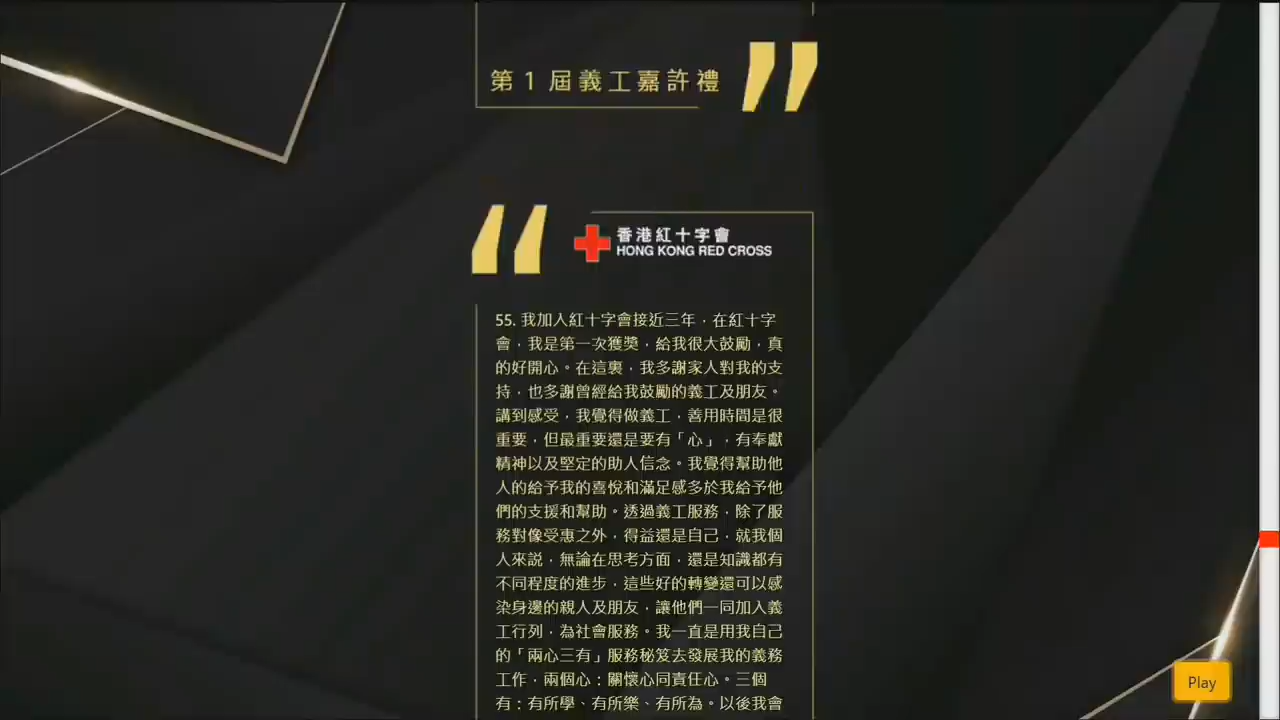 第 1 屆義工嘉許禮
香港紅十字會
HONG KONG RED CROSS
55. 我加入紅十字會接近三年，在紅十字
會，我是第一次獲獎，給我很大鼓勵，真
的好開心。在這裏，我多謝家人對我的支
持，也多謝曾經給我鼓勵的義工及朋友。
講到感受，我覺得做義工，善用時間是很
重要，但最重要還是要有「心」，有奉獻
精神以及堅定的助人信念。我覺得幫助他
人的給予我的喜悅和滿足感多於我給予他
們的支援和幫助。透過義工服務，除了服
務對像受惠之外，得益還是自己，就我個
人來説，無論在思考方面，還是知識都有
不同程度的進步，這些好的轉變還可以感
染身邊的親人及朋友，讓他們一同加入義
工行列，為社會服務。我一直是用我自己
的「兩心三有」服務秘笈去發展我的義務
工作，兩個心：關懷心同責任心。三個
有：有所學、有所樂、有所為。以後我會
Play